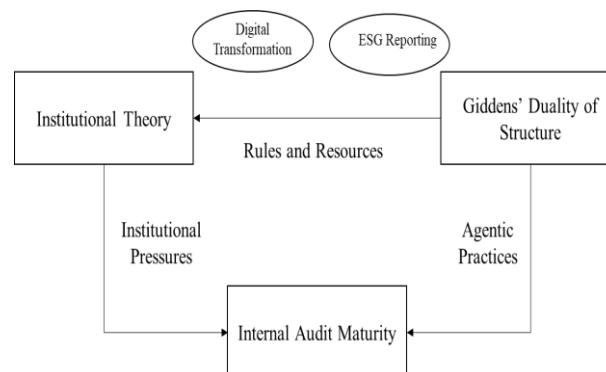 Digital
Transformation
ESG Reporting
Institutional Theory
Giddens’ Duality of
Structure
Rules and Resources
Institutional
Pressures
Agentic
Practices
Internal Audit Maturity